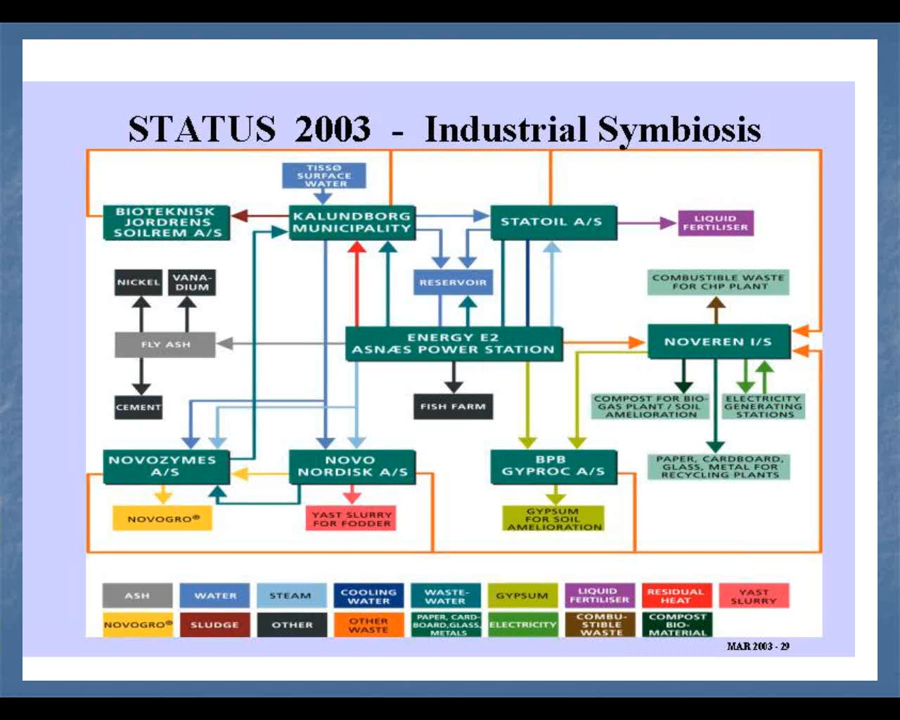 STATUS 2003 - Industrial Symbiosis
TISSØ
SURFACE
WATER
BIOTEKNISK
JORDRENS
SOILREM A/S
KALUNDBORG
MUNICIPALITY
STATOIL A/S
LIQUID
FERTILISER
NICKEL
VANA-
DIUM
RESERVOIR
COMBUSTIBLE WASTE
FOR CHP PLANT
FLY ASH
ENERGY E2
ASNÆS POWER STATION
NOVEREN I/S
CEMENT
FISH FARM
COMPOST FOR BIO-
GAS PLANT / SOIL
AMELIORATION
ELECTRICITY
GENERATING
STATIONS
NOVOZYMES
A/S
NOVO
NORDISK A/S
BPB
GYPROC A/S
PAPER, CARDBOARD,
GLASS, METAL FOR
RECYCLING PLANTS
NOVOGRO®
YAST SLURRY
FOR FODDER
GYPSUM
FOR SOIL
AMELIORATION
ASH
WATER
STEAM
COOLING
WATER
WASTE-
WATER
GYPSUM
LIQUID
FERTILISER
RESIDUAL
HEAT
YAST
SLURRY
NOVOGRO®
SLUDGE
OTHER
OTHER
WASTE
PAPER, CARD-
BOARD,GLASS,
METALS
ELECTRICITY
COMBU-
STIBLE
WASTE
COMPOST
BIO-
MATERIAL
MAR 2003 - 29